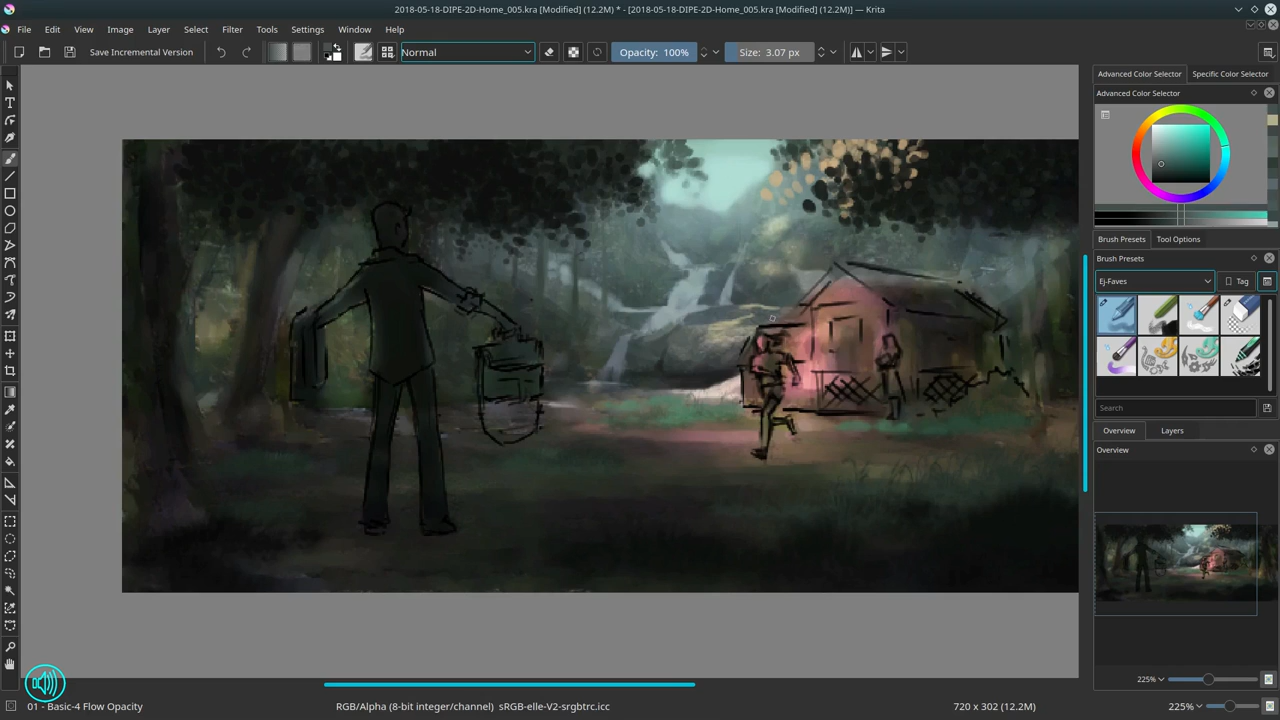 2018-05-18-DIPE-2D-Home_005.kra [Modified] (12.2M) * - [2018-05-18-DIPE-2D-Home_005.kra [Modified] (12.2M)] — Krita
File Edit View Image Layer Select Filter Tools Settings Window Help
Save Incremental Version Normal Opacity: 100% Size: 3.07 px
Advanced Color Selector Specific Color Selector
Advanced Color Selector
Brush Presets Tool Options
Brush Presets
Ej-Faves Tag
Search
Overview Layers
Overview
225%
01 - Basic-4 Flow Opacity RGB/Alpha (8-bit integer/channel) sRGB-elle-V2-srgbtrc.icc 720 x 302 (12.2M) 225%